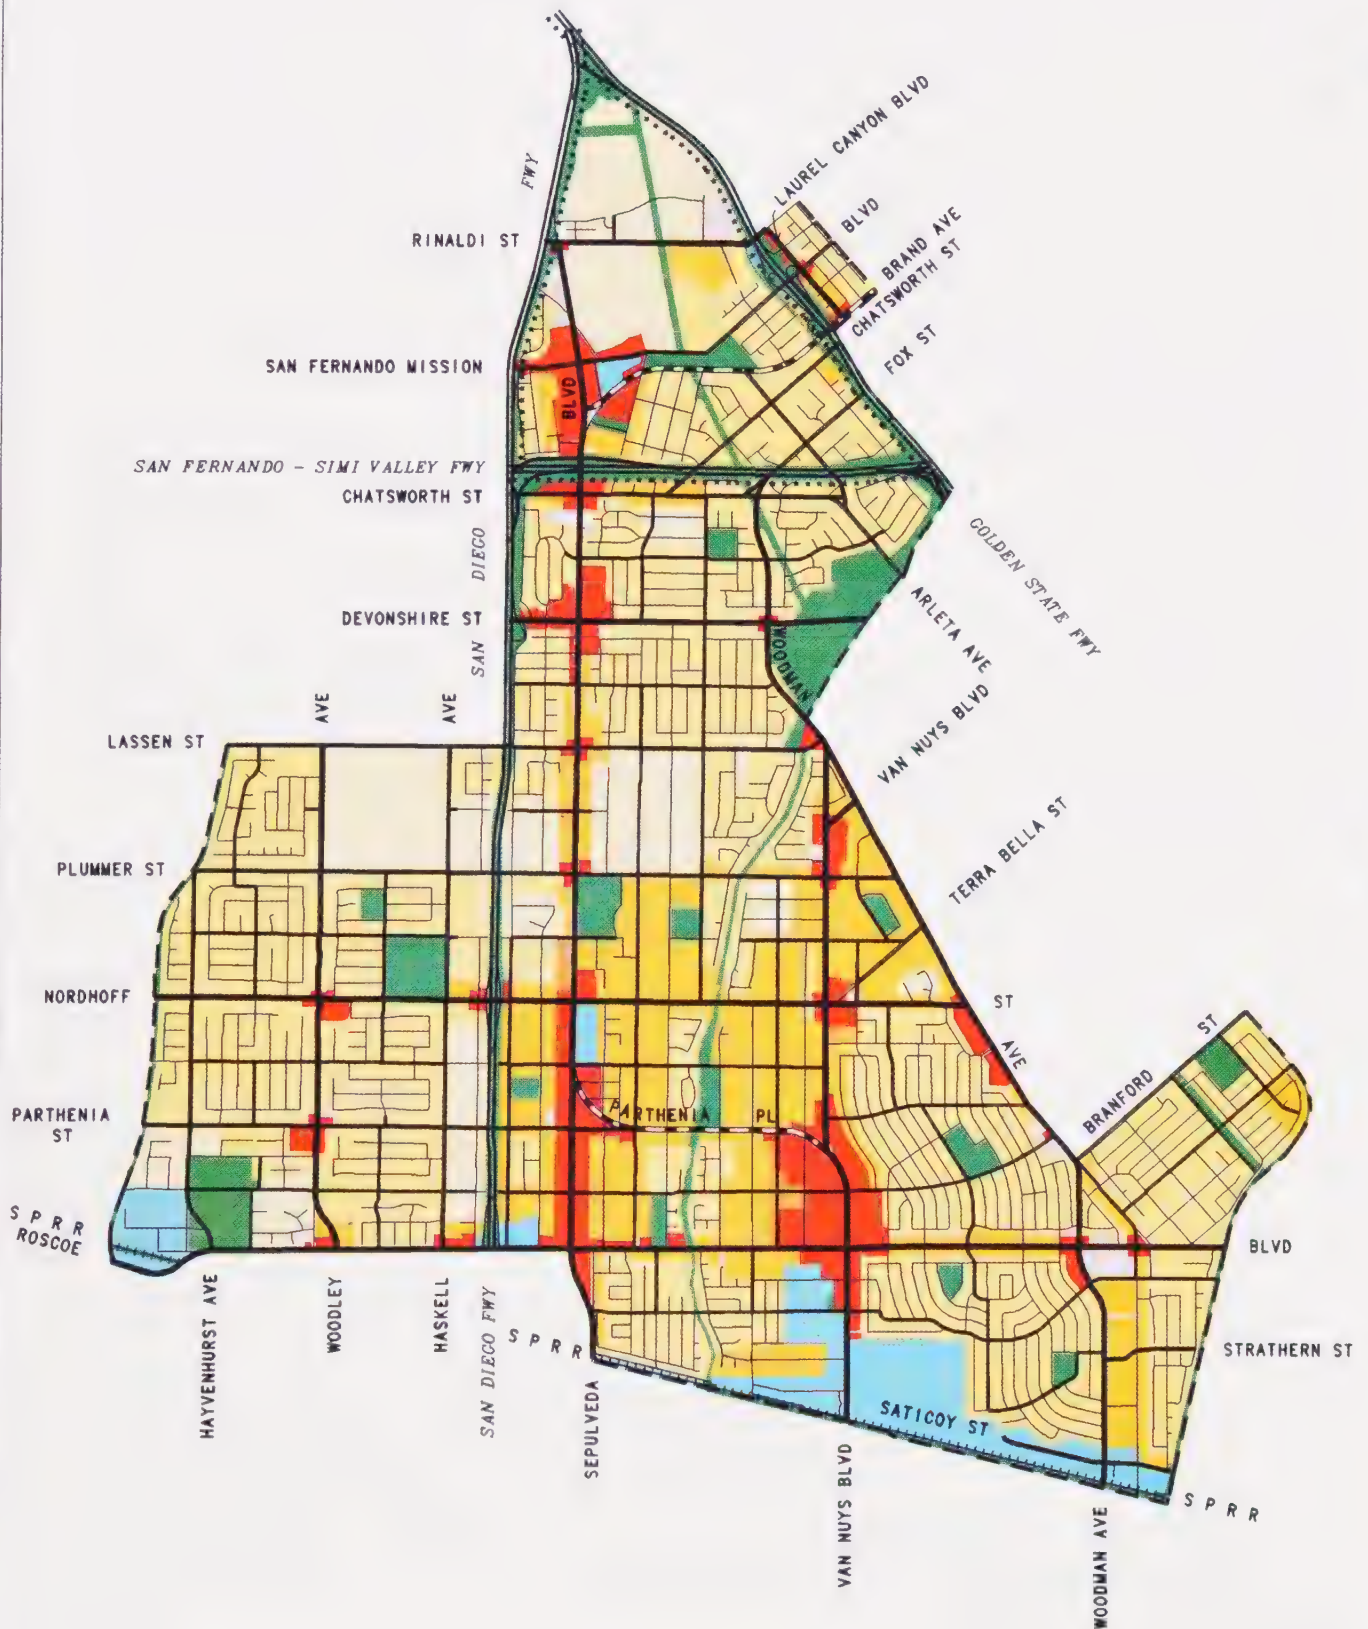 LAUREL CANYON BLVD
FWY
BLVD
BRAND AVE
RINALDI ST
CHATSWORTH ST
FOX ST
SAN FERNANDO MISSION
BLVD
SAN FERNANDO - SIMI VALLEY FWY
CHATSWORTH ST
GOLDEN STATE FWY
SAN DIEGO
DEVONSHIRE ST
ARLETA AVE
WOODMAN
AVE
AVE
VAN NUYS BLVD
LASSEN ST
TERRA BELLA ST
PLUMMER ST
NORDHOFF
ST
ST
AVE
BRANFORD
PARTHENIA
ST
PARTHENIA PL
S P R R
ROSCOE
BLVD
HAYVENHURST AVE
WOODLEY
HASKELL
SAN DIEGO FWY
S P R R
STRATHERN ST
SEPULVEDA
SATICOY ST
VAN NUYS BLVD
S P R R
WOODMAN AVE